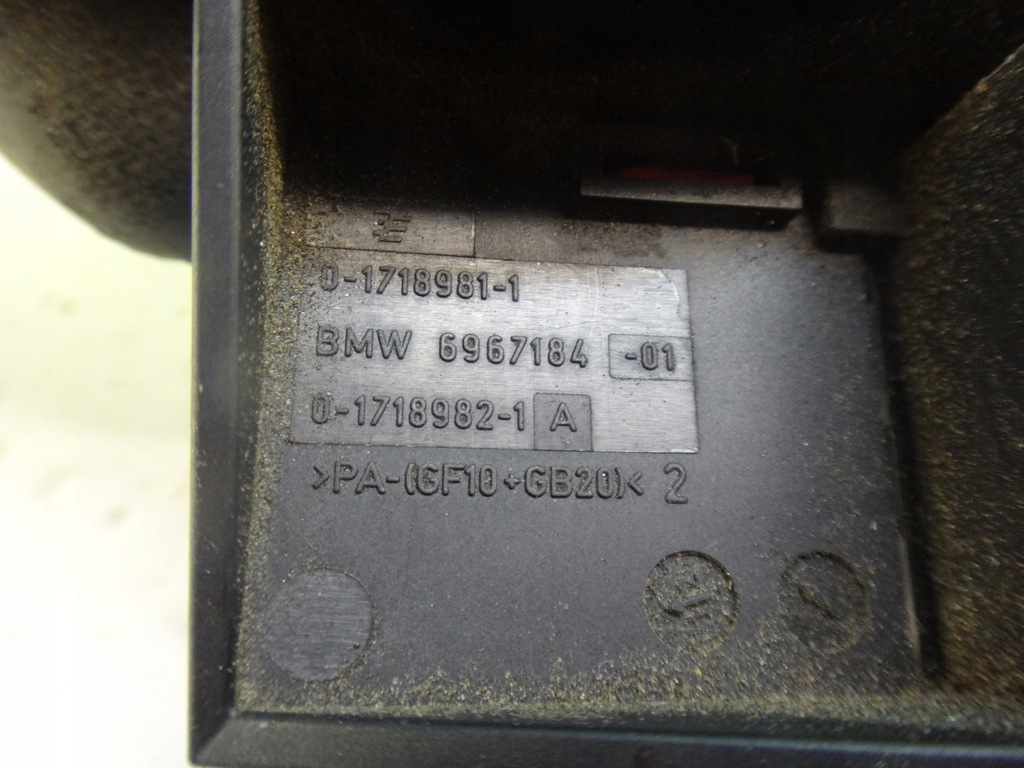 0-1718981-1
BMW 6967184 -01
0-1718982-1 A
>PA-(GF10+GB20)< 2